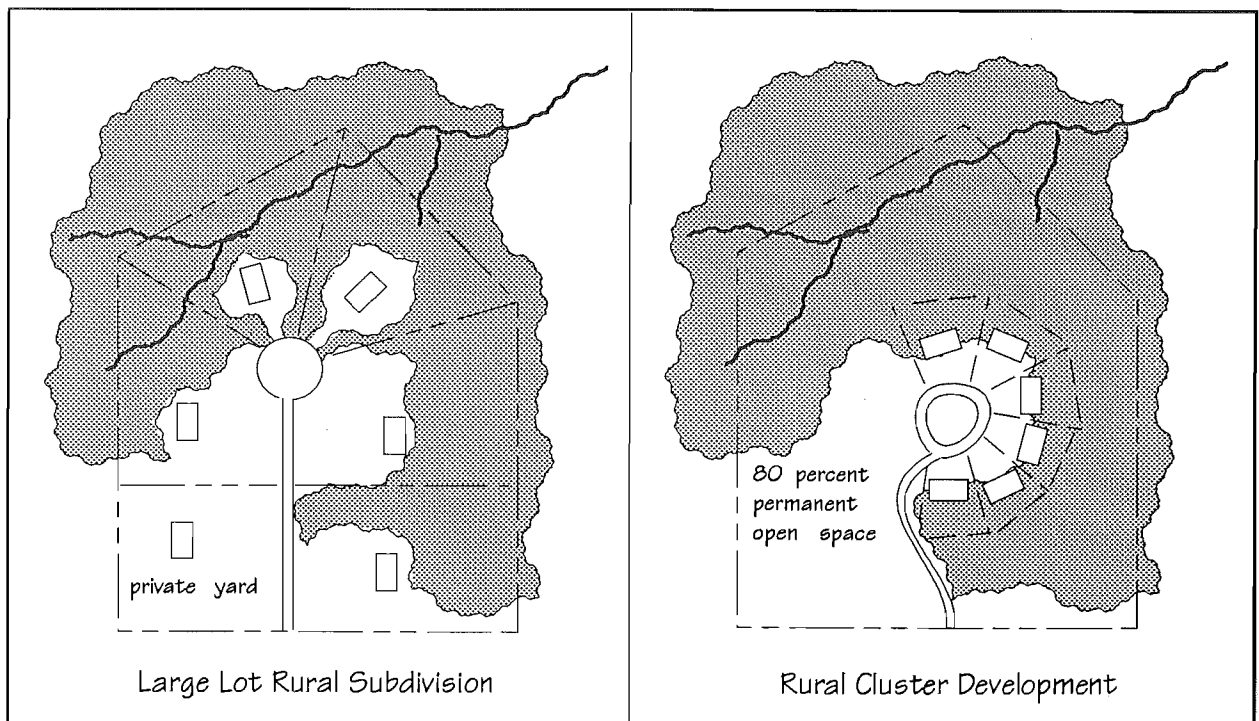 private yard
Large Lot Rural Subdivision
80 percent
permanent
open space
Rural Cluster Development